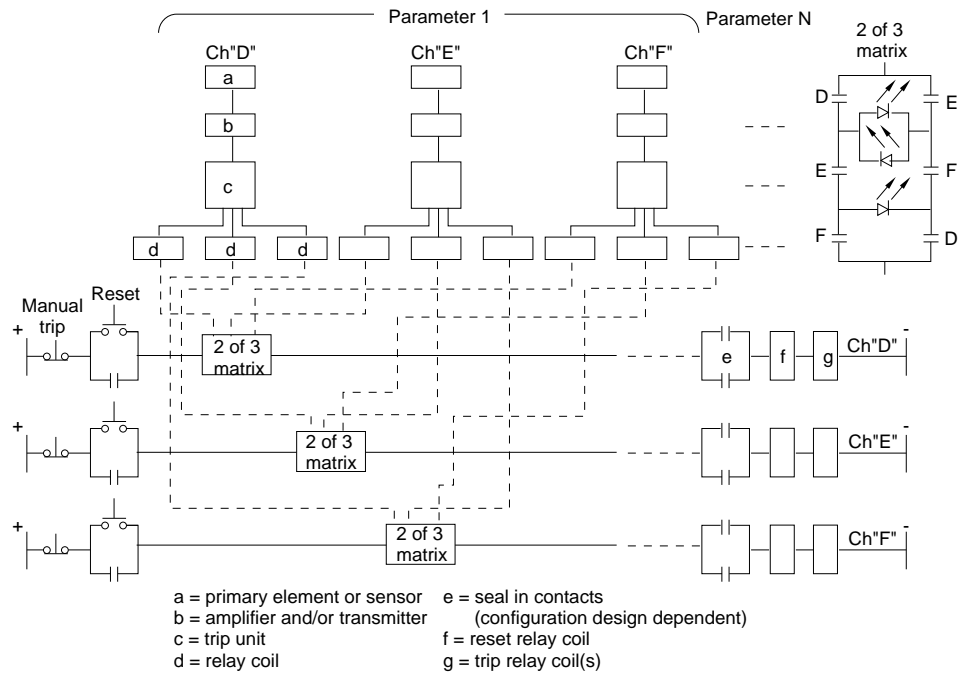 Parameter 1 Parameter N
Ch"D" Ch"E" Ch"F" 2 of 3
matrix
a
b
c
d d d
D E
E F
F D
Manual
trip
Reset
+ 2 of 3
matrix e f g Ch"D" -
+ 2 of 3
matrix Ch"E" -
+ 2 of 3
matrix Ch"F" -
a = primary element or sensor
b = amplifier and/or transmitter
c = trip unit
d = relay coil
e = seal in contacts
(configuration design dependent)
f = reset relay coil
g = trip relay coil(s)